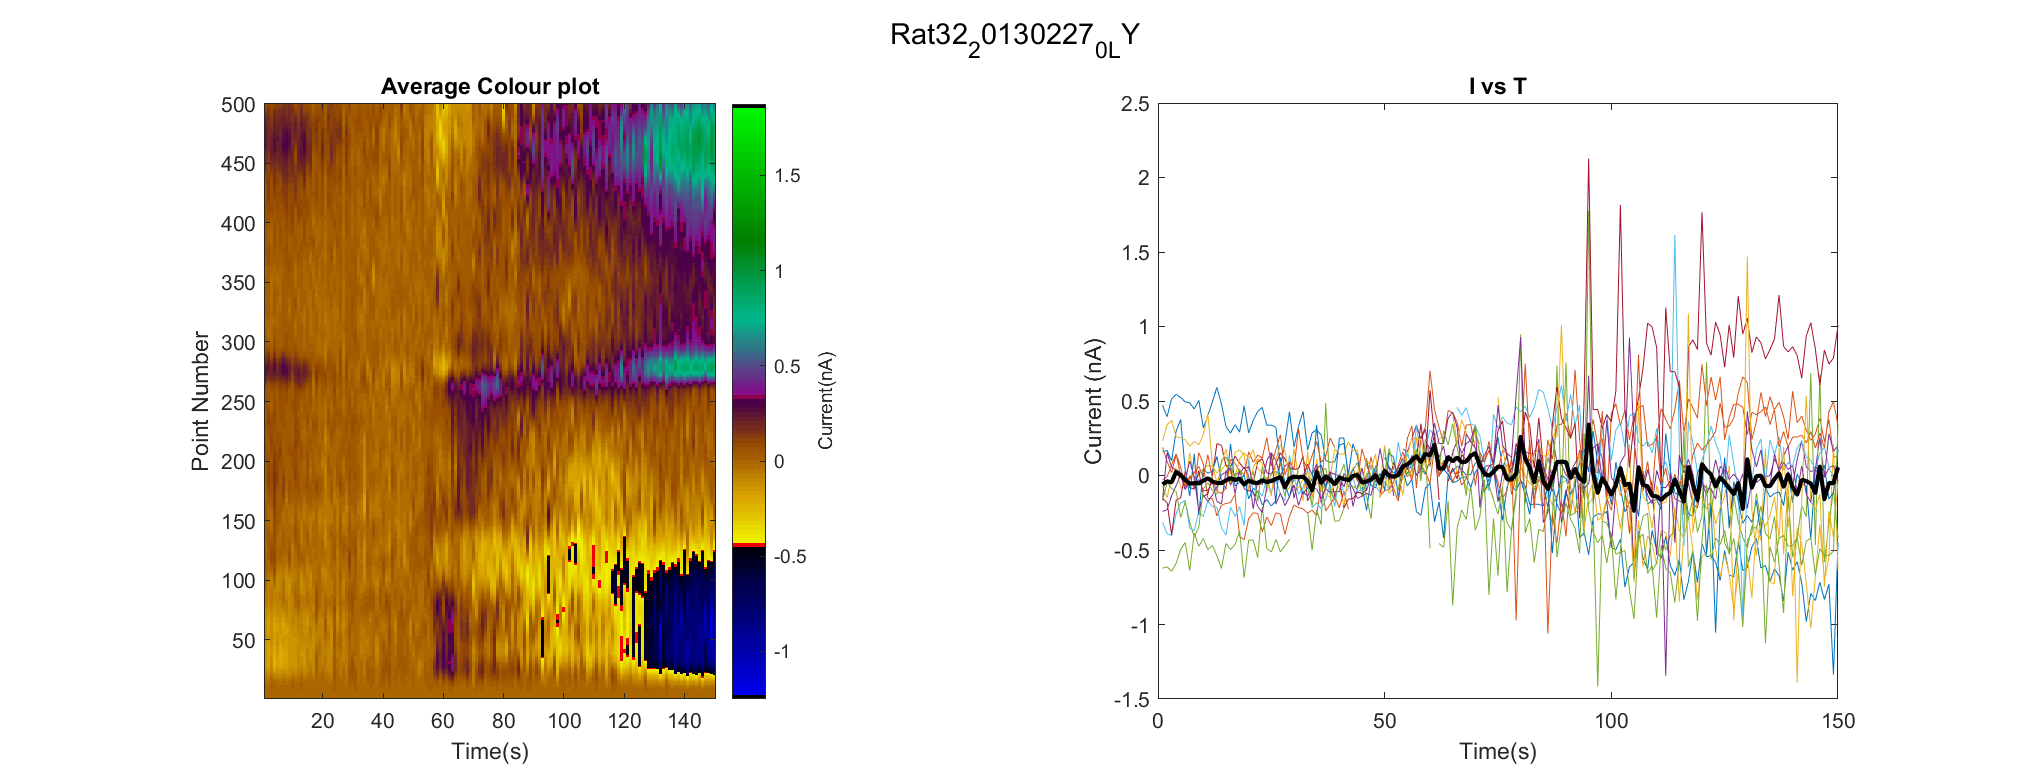 Rat32₂0130227₀LY
Average Colour plot
500
450
400
350
300
250
200
150
100
50
Point Number
20 40 60 80 100 120 140
Time(s)
1.5
1
0.5
0
-0.5
-1
Current(nA)
I vs T
2.5
2
1.5
1
0.5
0
-0.5
-1
-1.5
Current (nA)
0 50 100 150
Time(s)